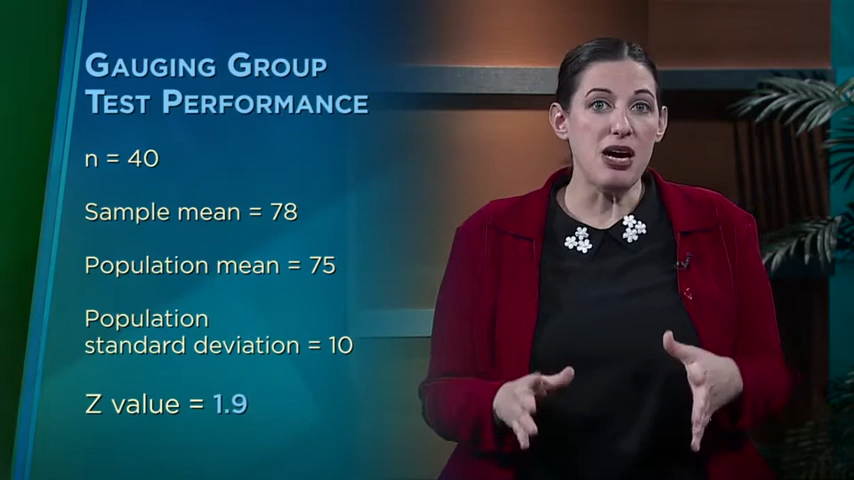 GAUGING GROUP
TEST PERFORMANCE
n = 40
Sample mean = 78
Population mean = 75
Population
standard deviation = 10
Z value = 1.9